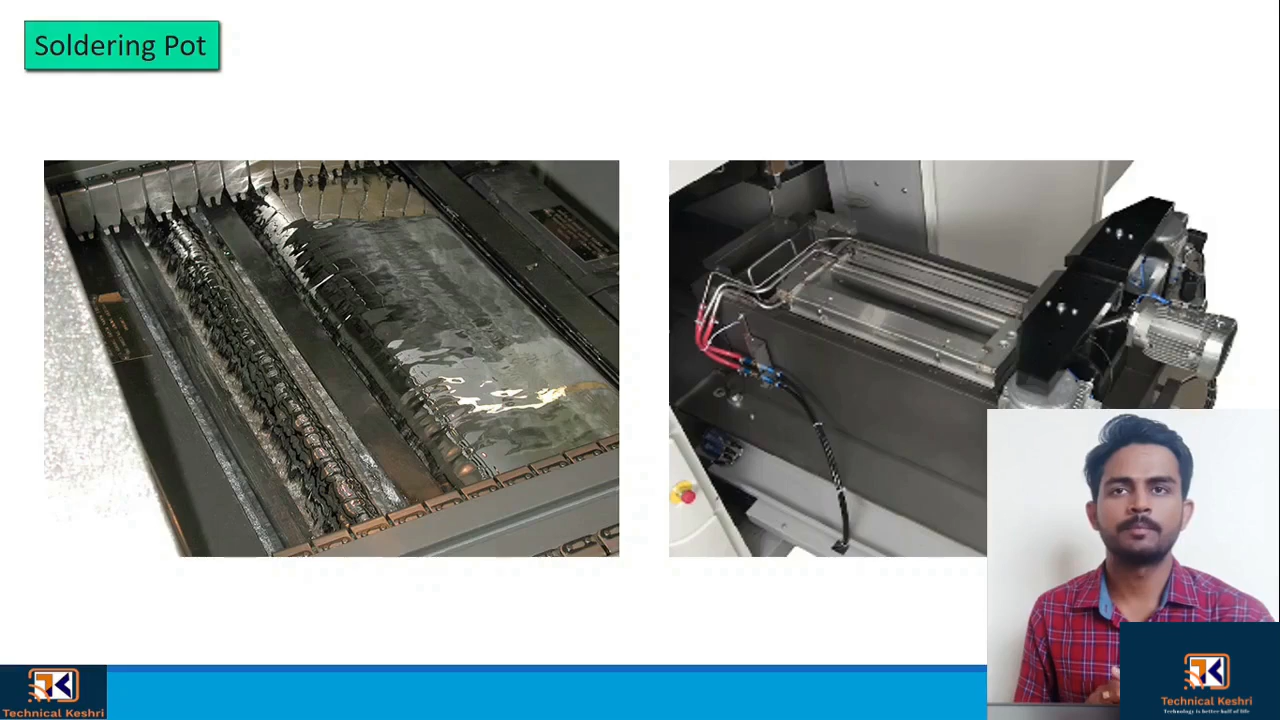 Soldering Pot
Technical Keshri
Technical Keshri
Technology is better half of life